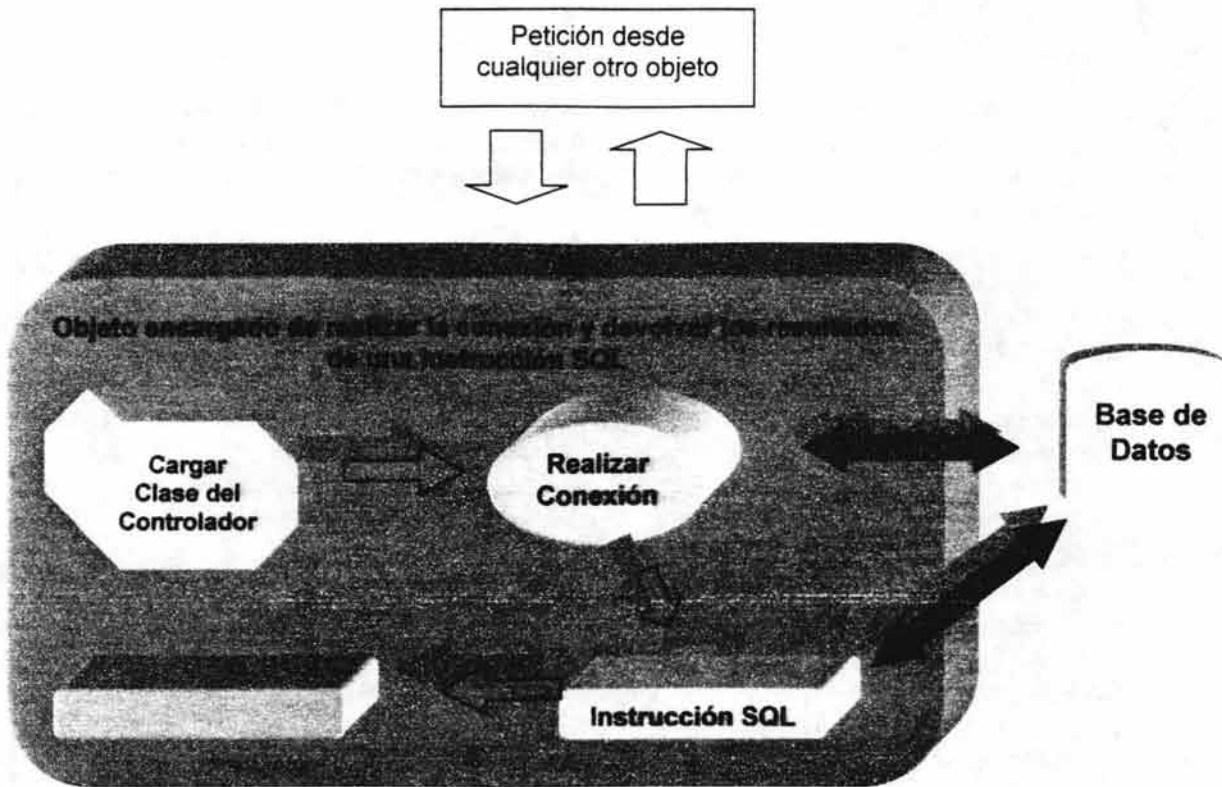 Petición desde
cualquier otro objeto
Objeto encargado de realizar la conexión y devolver los resultados
de una instrucción SQL
Cargar
Clase del
Controlador
Realizar
Conexión
Base de
Datos
Instrucción SQL